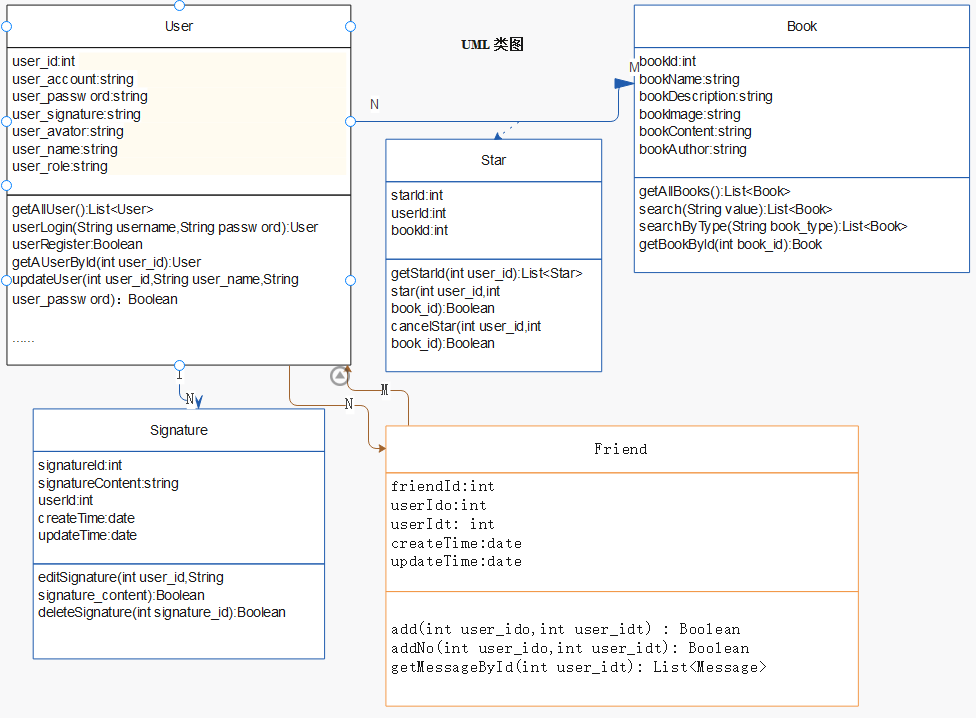 UML 类图
User
user_id:int
user_account:string
user_passw ord:string
user_signature:string
user_avator:string
user_name:string
user_role:string
getAllUser():List<User>
userLogin(String username,String passw ord):User
userRegister:Boolean
getAUserById(int user_id):User
updateUser(int user_id,String user_name,String
user_passw ord)：Boolean
......
N
M
Book
bookId:int
bookName:string
bookDescription:string
bookImage:string
bookContent:string
bookAuthor:string
getAllBooks():List<Book>
search(String value):List<Book>
searchByType(String book_type):List<Book>
getBookById(int book_id):Book
Star
starId:int
userId:int
bookId:int
getStarId(int user_id):List<Star>
star(int user_id,int
book_id):Boolean
cancelStar(int user_id,int
book_id):Boolean
1
N
M
N
Signature
signatureId:int
signatureContent:string
userId:int
createTime:date
updateTime:date
editSignature(int user_id,String
signature_content):Boolean
deleteSignature(int signature_id):Boolean
Friend
friendId:int
userIdo:int
userIdt: int
createTime:date
updateTime:date
add(int user_ido,int user_idt) : Boolean
addNo(int user_ido,int user_idt): Boolean
getMessageById(int user_idt): List<Message>